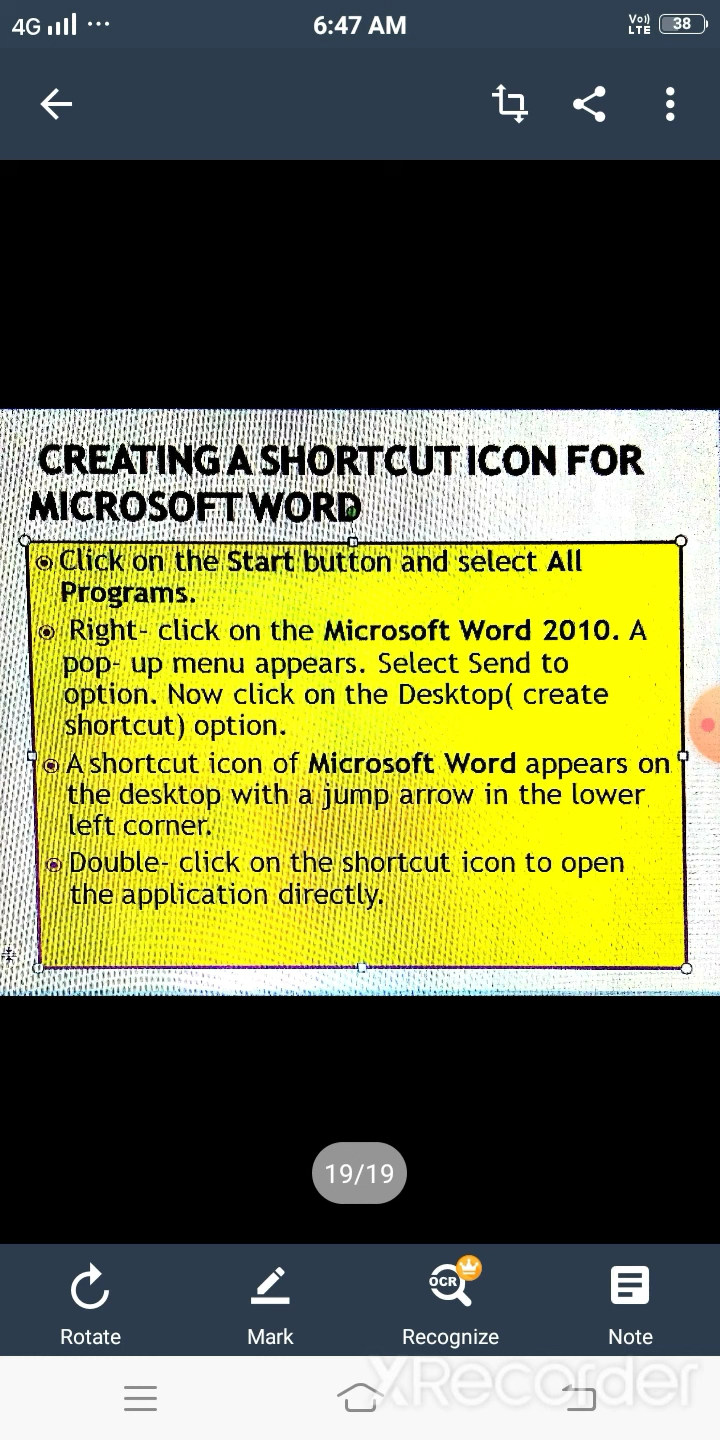 4G ... 6:47 AM Vo)) LTE 38
CREATING A SHORTCUT ICON FOR
MICROSOFT WORD
Click on the Start button and select All
Programs.
Right- click on the Microsoft Word 2010. A
pop- up menu appears. Select Send to
option. Now click on the Desktop( create
shortcut) option.
A shortcut icon of Microsoft Word appears on
the desktop with a jump arrow in the lower
left corner.
Double- click on the shortcut icon to open
the application directly.
19/19
OCR
Rotate Mark Recognize Note
XRecorder